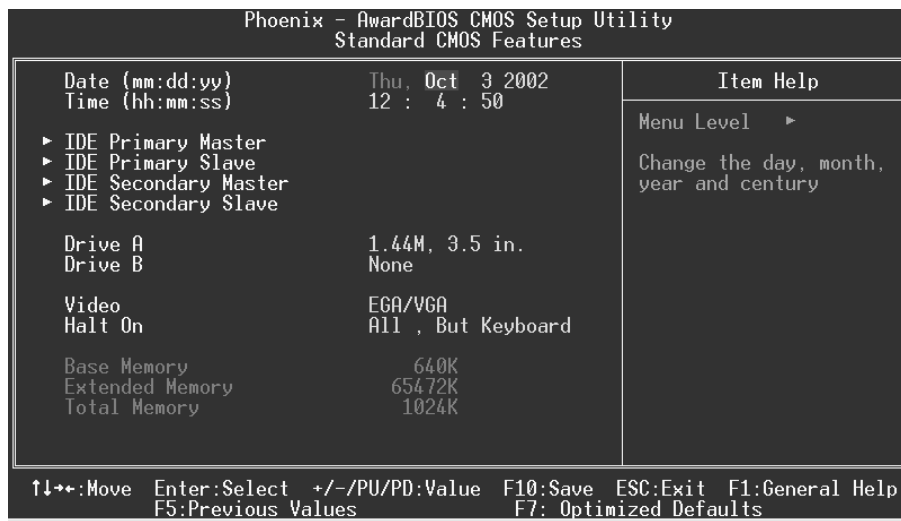 Phoenix - AwardBIOS CMOS Setup Utility
Standard CMOS Features
Date (mm:dd:yy) Thu, Oct 3 2002
Time (hh:mm:ss) 12 : 4 : 50
► IDE Primary Master
► IDE Primary Slave
► IDE Secondary Master
► IDE Secondary Slave
Drive A 1.44M, 3.5 in.
Drive B None
Video EGA/VGA
Halt On All , But Keyboard
Base Memory 640K
Extended Memory 65472K
Total Memory 1024K
Item Help
Menu Level ►
Change the day, month,
year and century
↑↓→←:Move Enter:Select +/-/PU/PD:Value F10:Save ESC:Exit F1:General Help
F5:Previous Values F7: Optimized Defaults